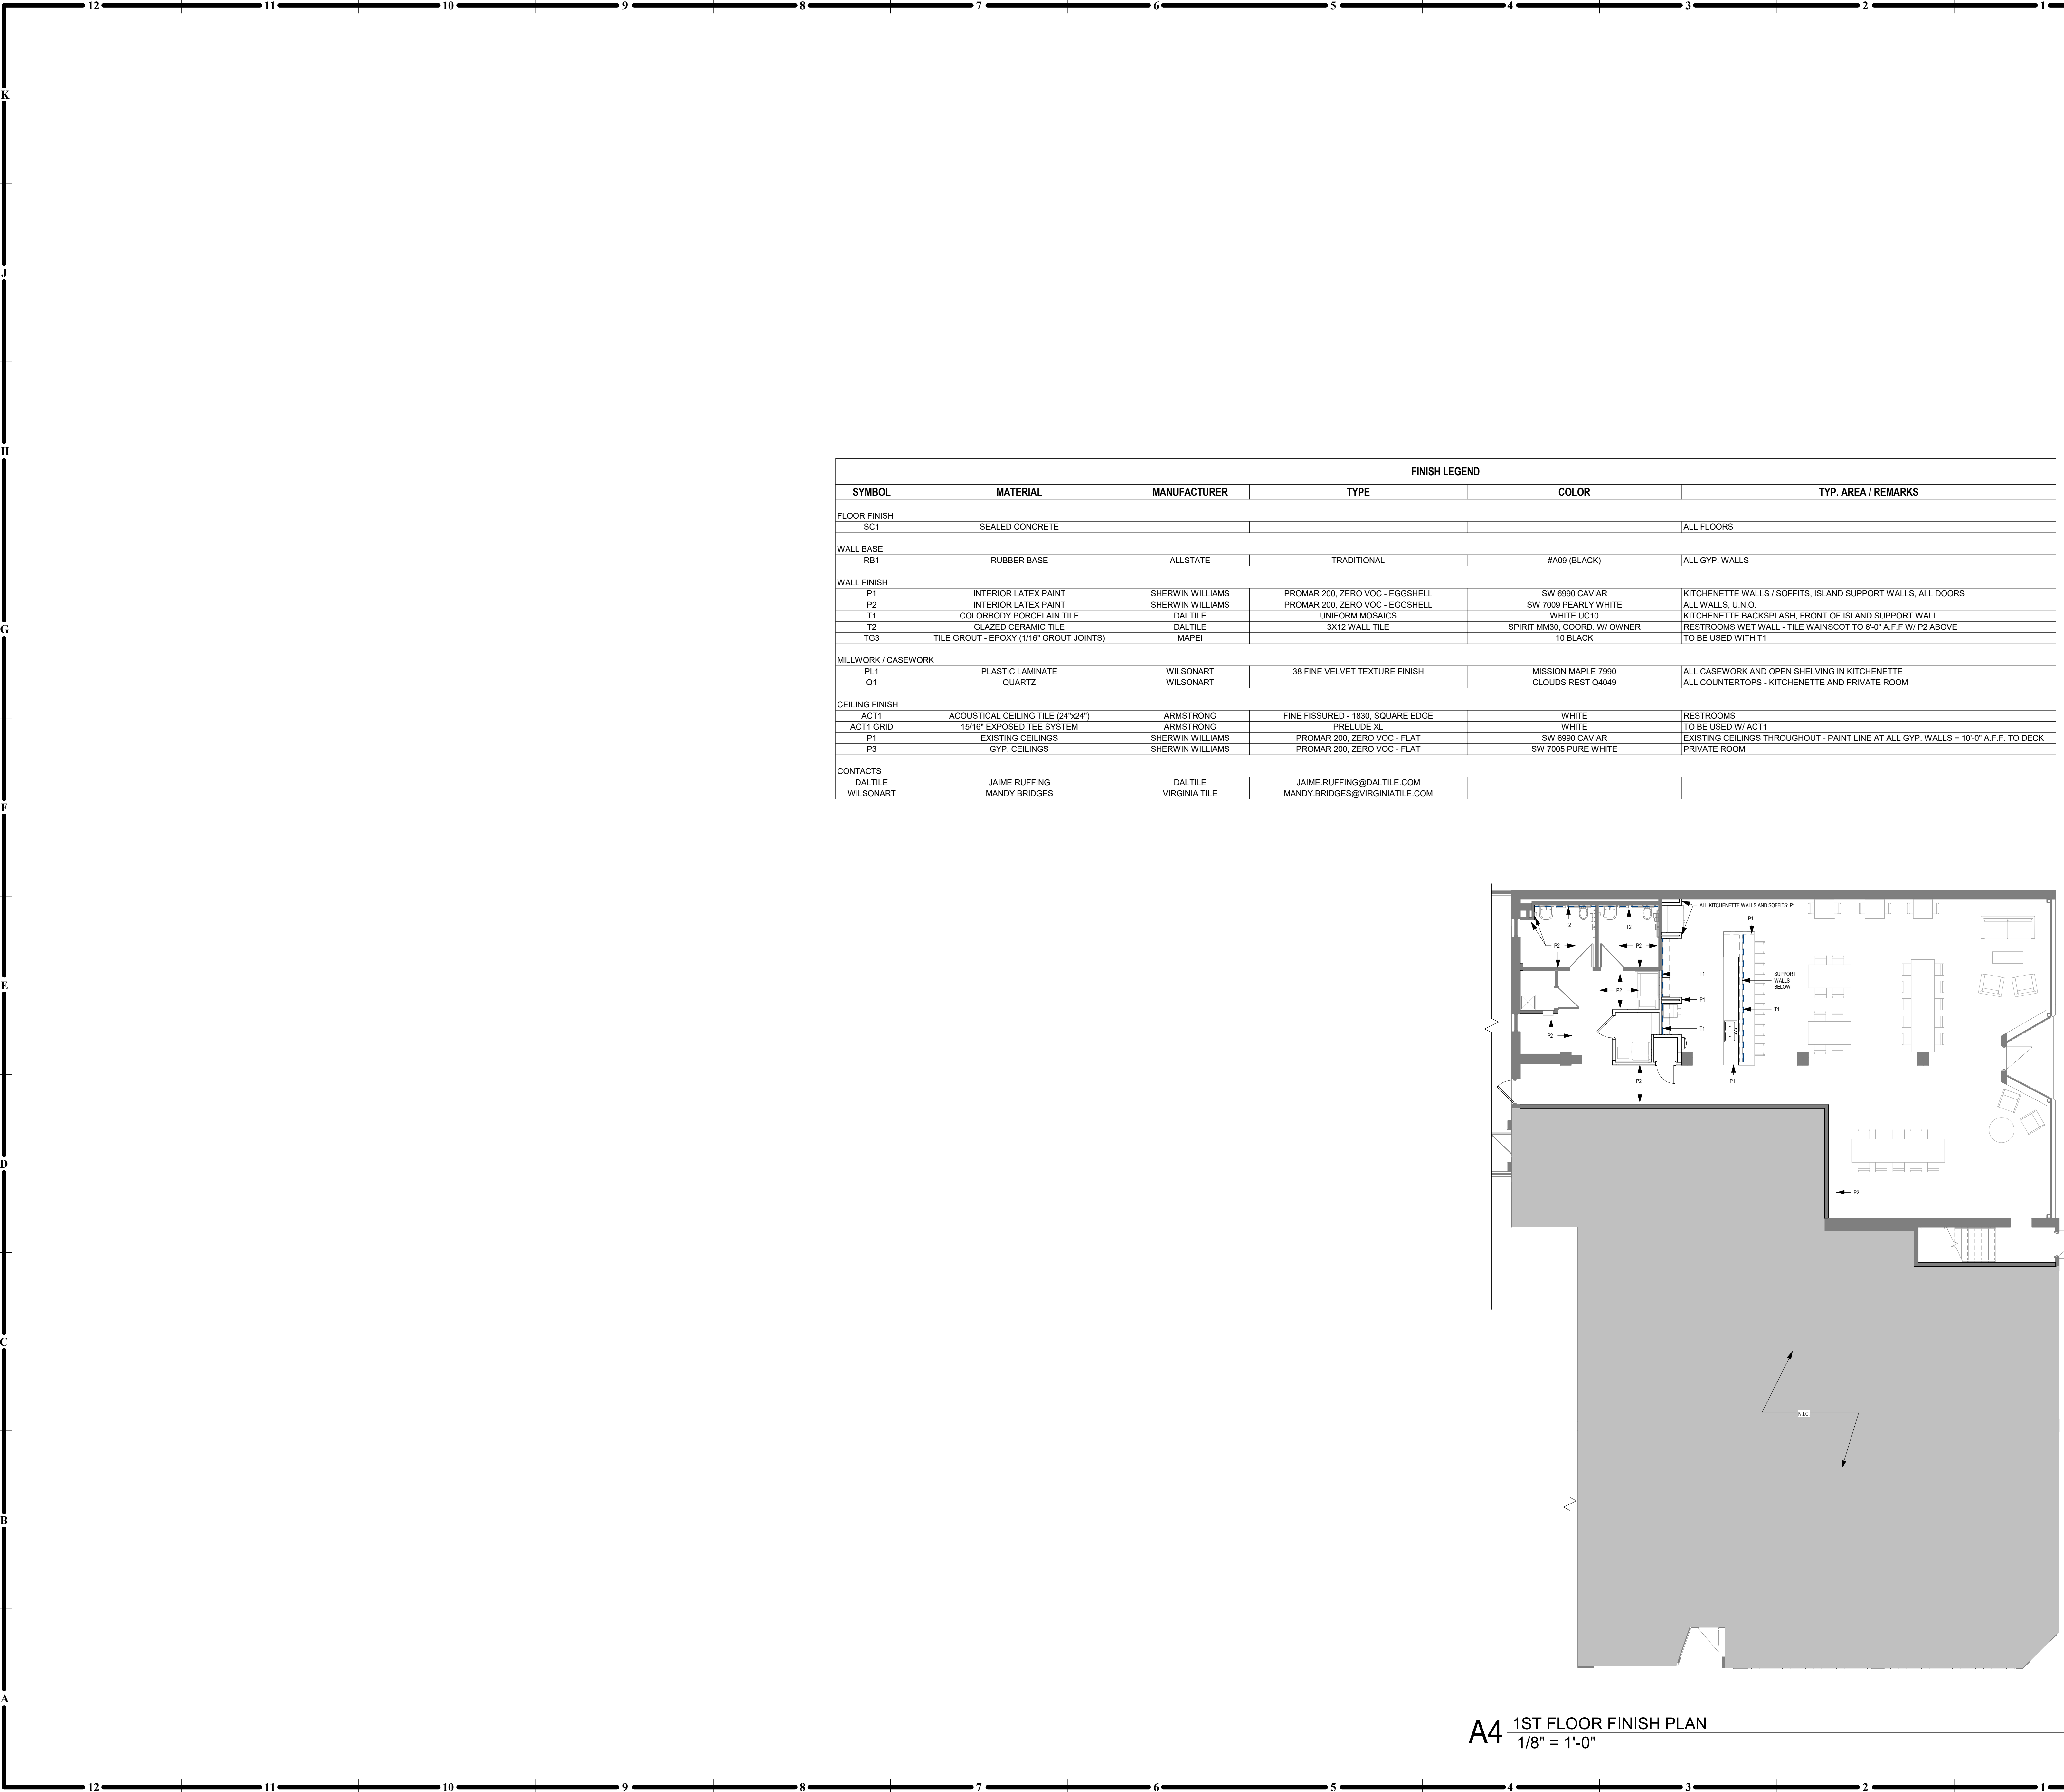 12 11 10 9 8 7 6 5 4 3 2 1
K
J
H
G
F
E
D
C
B
A
FINISH LEGEND
SYMBOL MATERIAL MANUFACTURER TYPE COLOR TYP. AREA / REMARKS
FLOOR FINISH
SC1 SEALED CONCRETE ALL FLOORS
WALL BASE
RB1 RUBBER BASE ALLSTATE TRADITIONAL #A09 (BLACK) ALL GYP. WALLS
WALL FINISH
P1 INTERIOR LATEX PAINT SHERWIN WILLIAMS PROMAR 200, ZERO VOC - EGGSHELL SW 6990 CAVIAR KITCHENETTE WALLS / SOFFITS, ISLAND SUPPORT WALLS, ALL DOORS
P2 INTERIOR LATEX PAINT SHERWIN WILLIAMS PROMAR 200, ZERO VOC - EGGSHELL SW 7009 PEARLY WHITE ALL WALLS, U.N.O.
T1 COLORBODY PORCELAIN TILE DALTILE UNIFORM MOSAICS WHITE UC10 KITCHENETTE BACKSPLASH, FRONT OF ISLAND SUPPORT WALL
T2 GLAZED CERAMIC TILE DALTILE 3X12 WALL TILE SPIRIT MM30, COORD. W/ OWNER RESTROOMS WET WALL - TILE WAINSCOT TO 6'-0" A.F.F W/ P2 ABOVE
TG3 TILE GROUT - EPOXY (1/16" GROUT JOINTS) MAPEI 10 BLACK TO BE USED WITH T1
MILLWORK / CASEWORK
PL1 PLASTIC LAMINATE WILSONART 38 FINE VELVET TEXTURE FINISH MISSION MAPLE 7990 ALL CASEWORK AND OPEN SHELVING IN KITCHENETTE
Q1 QUARTZ WILSONART CLOUDS REST Q4049 ALL COUNTERTOPS - KITCHENETTE AND PRIVATE ROOM
CEILING FINISH
ACT1 ACOUSTICAL CEILING TILE (24"x24") ARMSTRONG FINE FISSURED - 1830, SQUARE EDGE WHITE RESTROOMS
ACT1 GRID 15/16" EXPOSED TEE SYSTEM ARMSTRONG PRELUDE XL WHITE TO BE USED W/ ACT1
P1 EXISTING CEILINGS SHERWIN WILLIAMS PROMAR 200, ZERO VOC - FLAT SW 6990 CAVIAR EXISTING CEILINGS THROUGHOUT - PAINT LINE AT ALL GYP. WALLS = 10'-0" A.F.F. TO DECK
P3 GYP. CEILINGS SHERWIN WILLIAMS PROMAR 200, ZERO VOC - FLAT SW 7005 PURE WHITE PRIVATE ROOM
CONTACTS
DALTILE JAIME RUFFING DALTILE JAIME.RUFFING@DALTILE.COM
WILSONART MANDY BRIDGES VIRGINIA TILE MANDY.BRIDGES@VIRGINIATILE.COM
ALL KITCHENETTE WALLS AND SOFFITS: P1
P1
T2
T2
P2
P2
T1
SUPPORT
WALLS
BELOW
P2
P1
T1
T1
P2
P2
P1
P2
N.I.C.
A4 1ST FLOOR FINISH PLAN
1/8" = 1'-0"
12 11 10 9 8 7 6 5 4 3 2 1